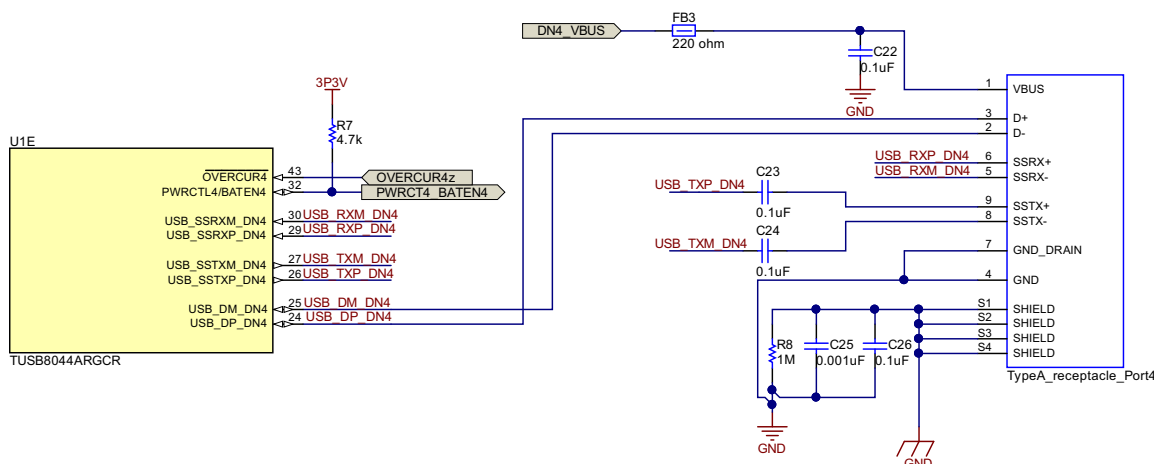 DN4_VBUS
FB3
220 ohm
C22
0.1uF
GND
3P3V
R7
4.7k
U1E
OVERCUR4 43 OVERCUR4z
PWRCTL4/BATEN4 32 PWRCT4_BATEN4
USB_SSRXM_DN4 30 USB_RXM_DN4
USB_SSRXP_DN4 29 USB_RXP_DN4
USB_SSTXM_DN4 27 USB_TXM_DN4
USB_SSTXP_DN4 26 USB_TXP_DN4
USB_DM_DN4 25 USB_DM_DN4
USB_DP_DN4 24 USB_DP_DN4
TUSB8044ARGCR
USB_TXP_DN4
C23
0.1uF
USB_TXM_DN4
C24
0.1uF
1 VBUS
3 D+
2 D-
USB_RXP_DN4 6 SSRX+
USB_RXM_DN4 5 SSRX-
9 SSTX+
8 SSTX-
7 GND_DRAIN
4 GND
S1 SHIELD
S2 SHIELD
S3 SHIELD
S4 SHIELD
TypeA_receptacle_Port4
R8
1M
C25
0.001uF
C26
0.1uF
GND
GND